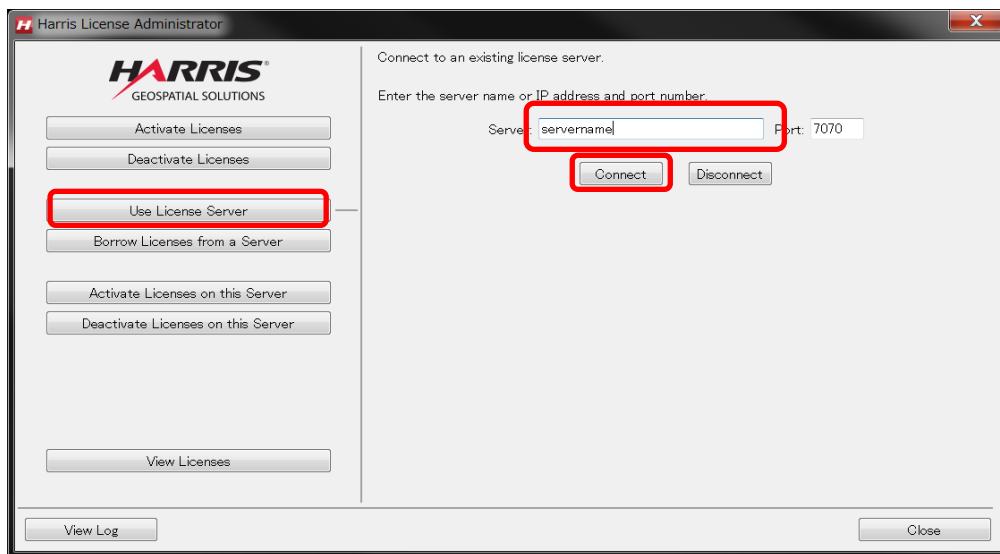 Harris License Administrator
HARRIS®
GEOSPATIAL SOLUTIONS
Activate Licenses
Deactivate Licenses
Use License Server
Borrow Licenses from a Server
Activate Licenses on this Server
Deactivate Licenses on this Server
View Licenses
Connect to an existing license server.
Enter the server name or IP address and port number.
Server: servername Port: 7070
Connect Disconnect
View Log Close